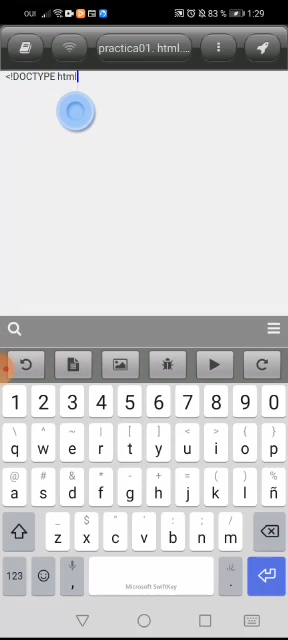 OUI 83 % 1:29
practica01. html....
<!DOCTYPE html
1 2 3 4 5 6 7 8 9 0
\ ^ ~ | [ ] < > { }
q w e r t y u i o p
@ # & * - + = ( ) %
a s d f g h j k l ñ
_ $ " ' : ; /
z x c v b n m
123 , Microsoft SwiftKey .